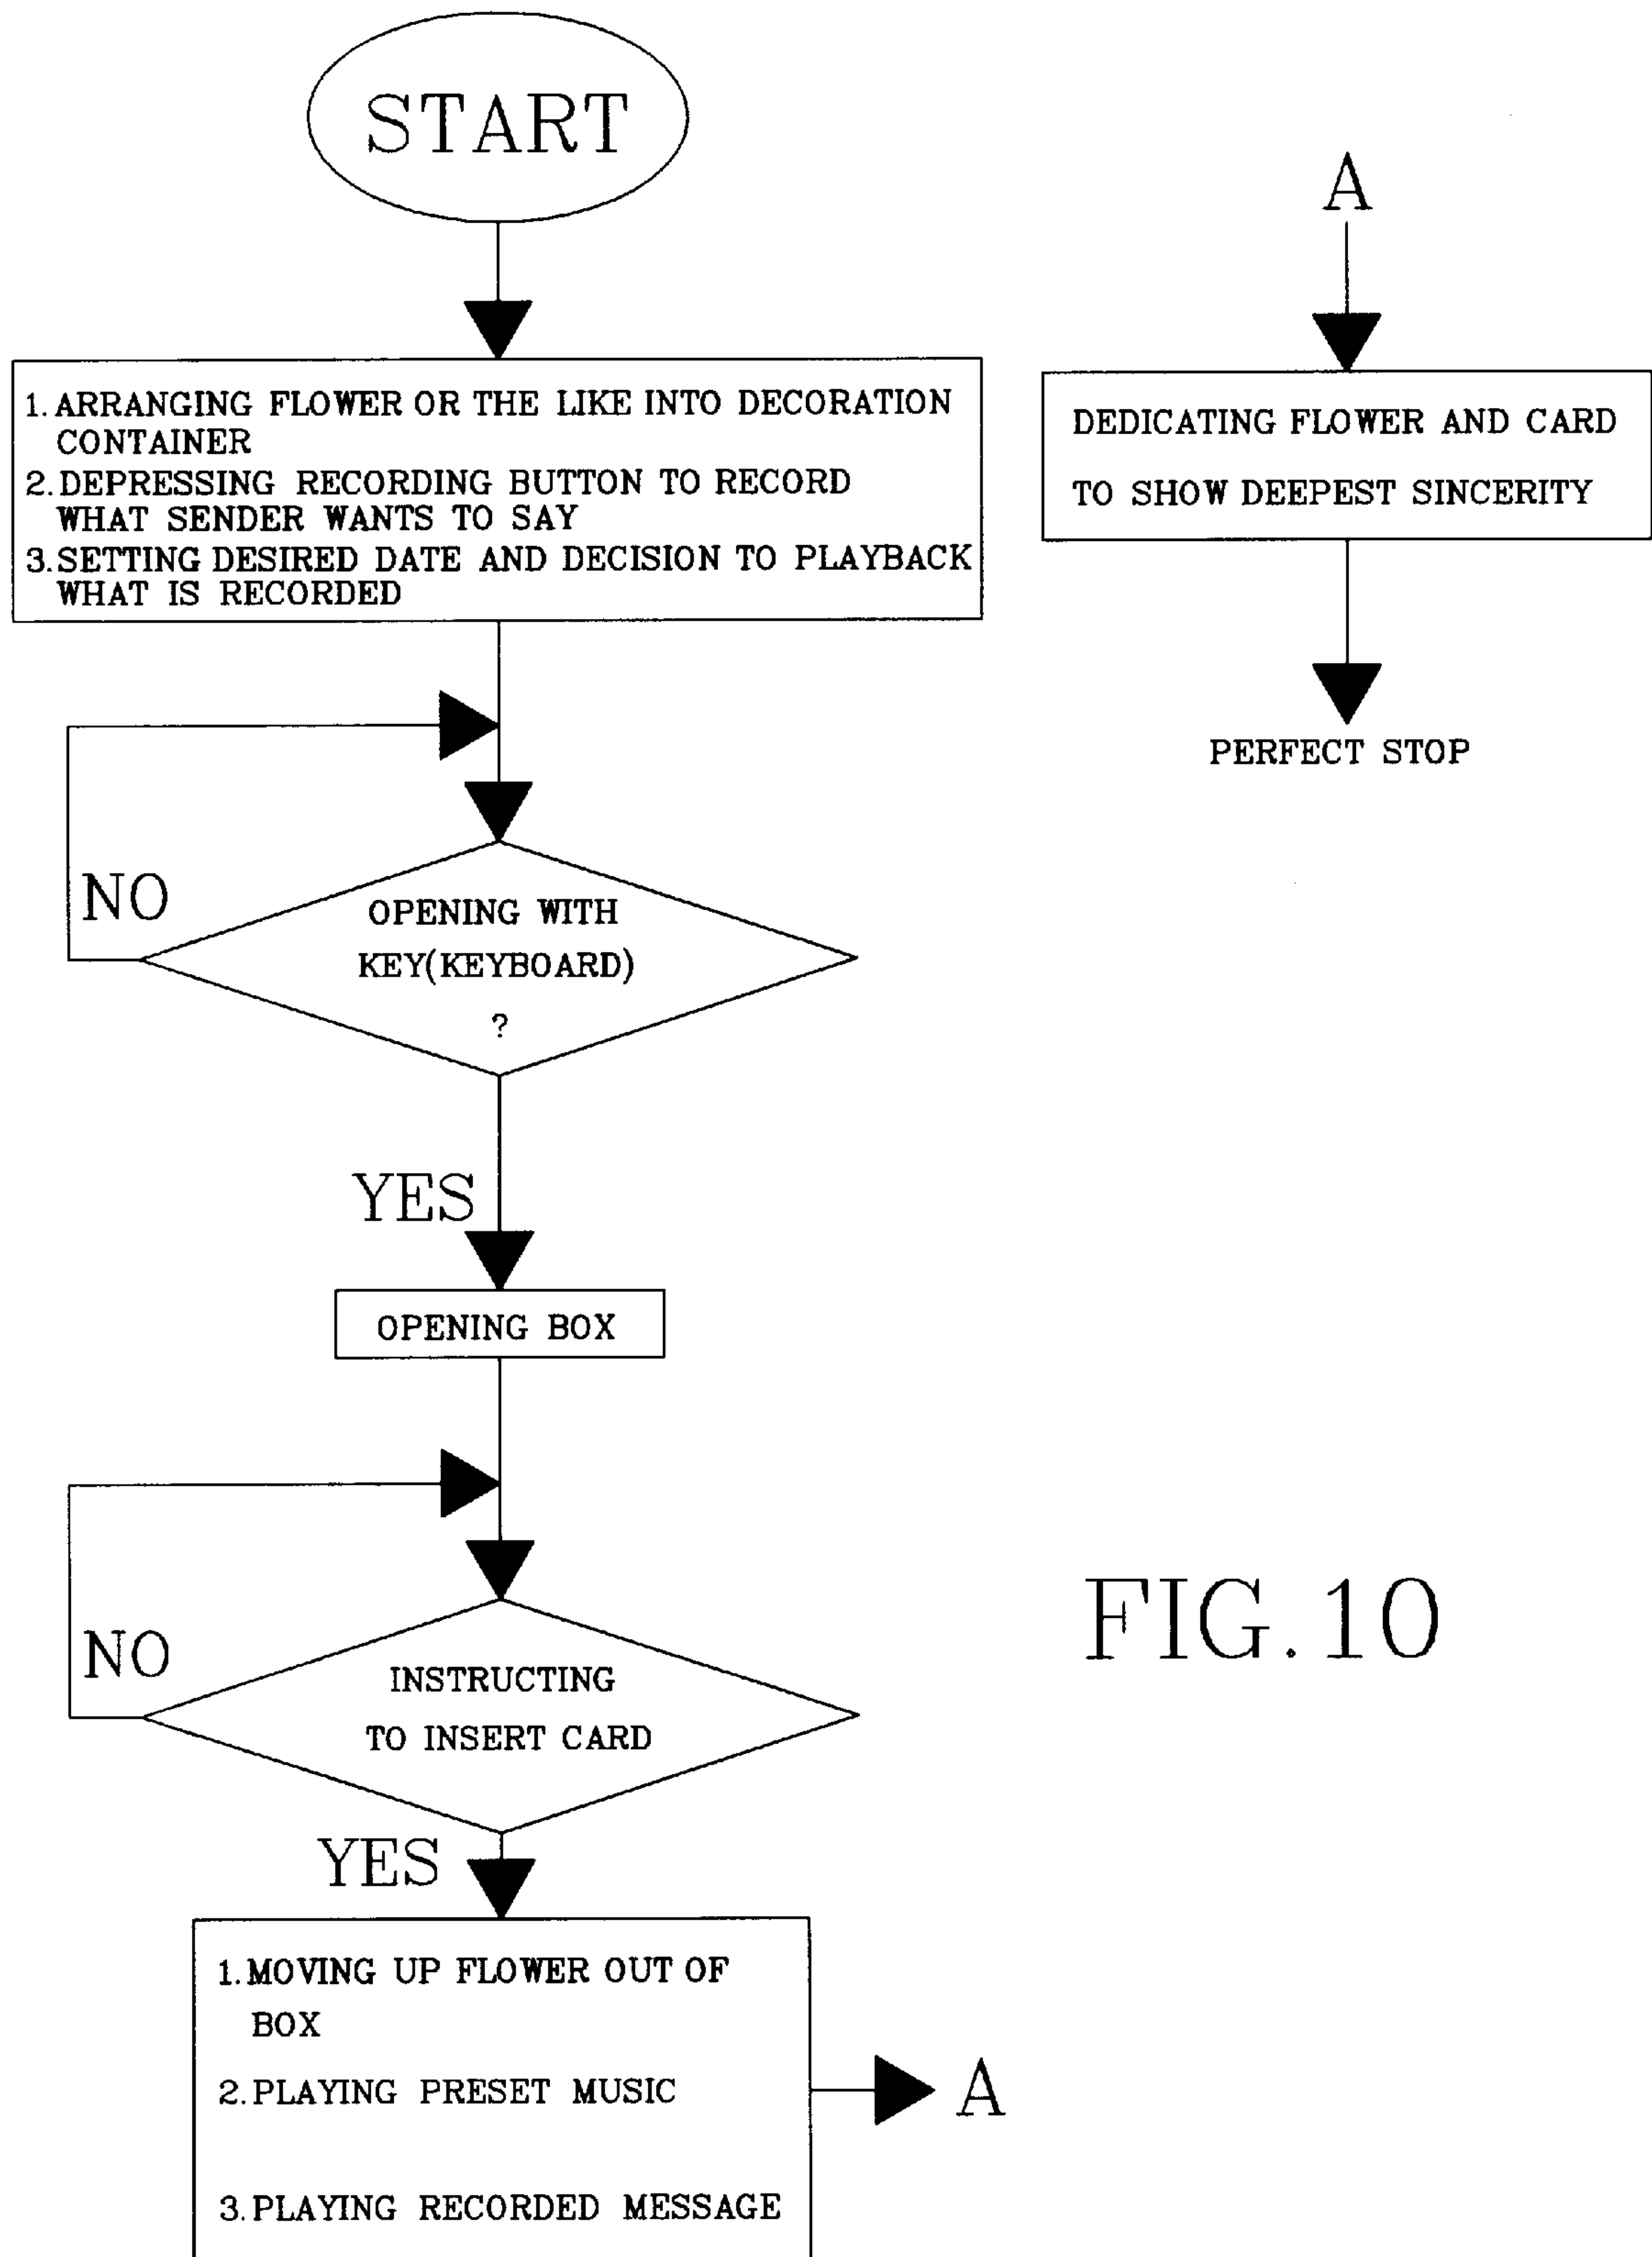 START
1. ARRANGING FLOWER OR THE LIKE INTO DECORATION
CONTAINER
2. DEPRESSING RECORDING BUTTON TO RECORD
WHAT SENDER WANTS TO SAY
3. SETTING DESIRED DATE AND DECISION TO PLAYBACK
WHAT IS RECORDED
NO
OPENING WITH
KEY(KEYBOARD)
?
YES
OPENING BOX
NO
INSTRUCTING
TO INSERT CARD
YES
1. MOVING UP FLOWER OUT OF
BOX
2. PLAYING PRESET MUSIC
3. PLAYING RECORDED MESSAGE
A
A
DEDICATING FLOWER AND CARD
TO SHOW DEEPEST SINCERITY
PERFECT STOP
FIG. 10